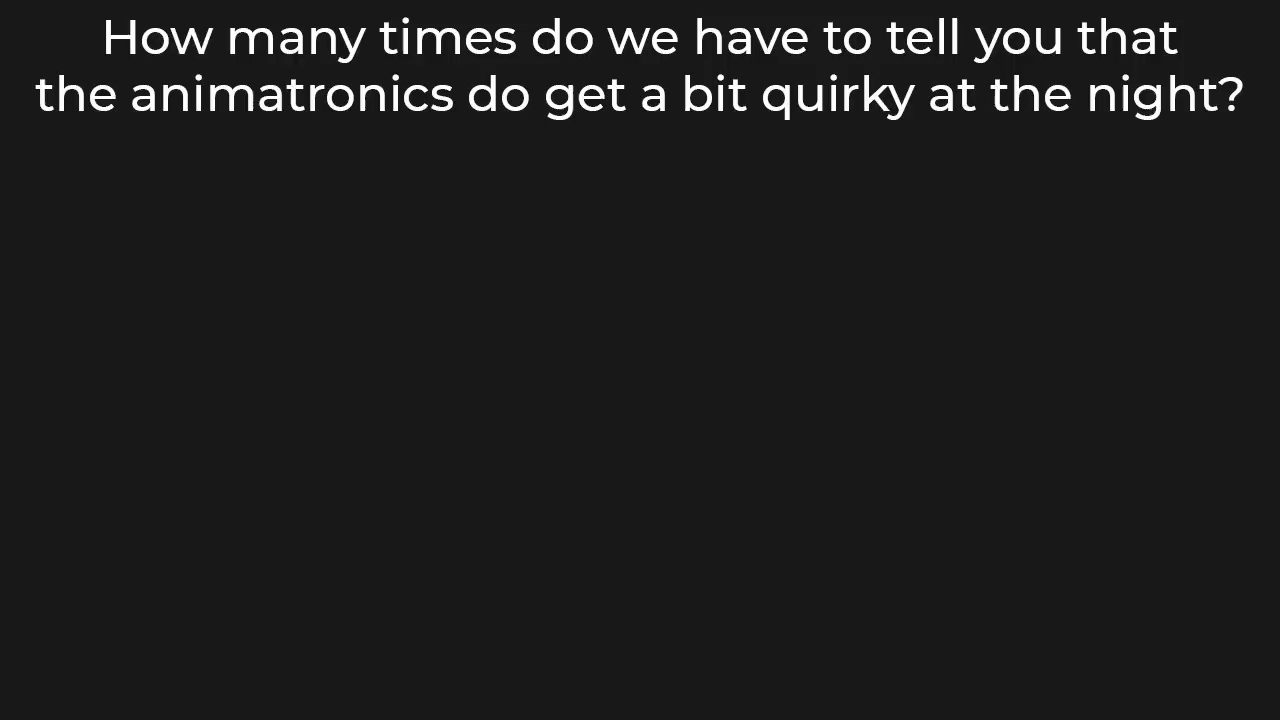 How many times do we have to tell you that
the animatronics do get a bit quirky at the night?